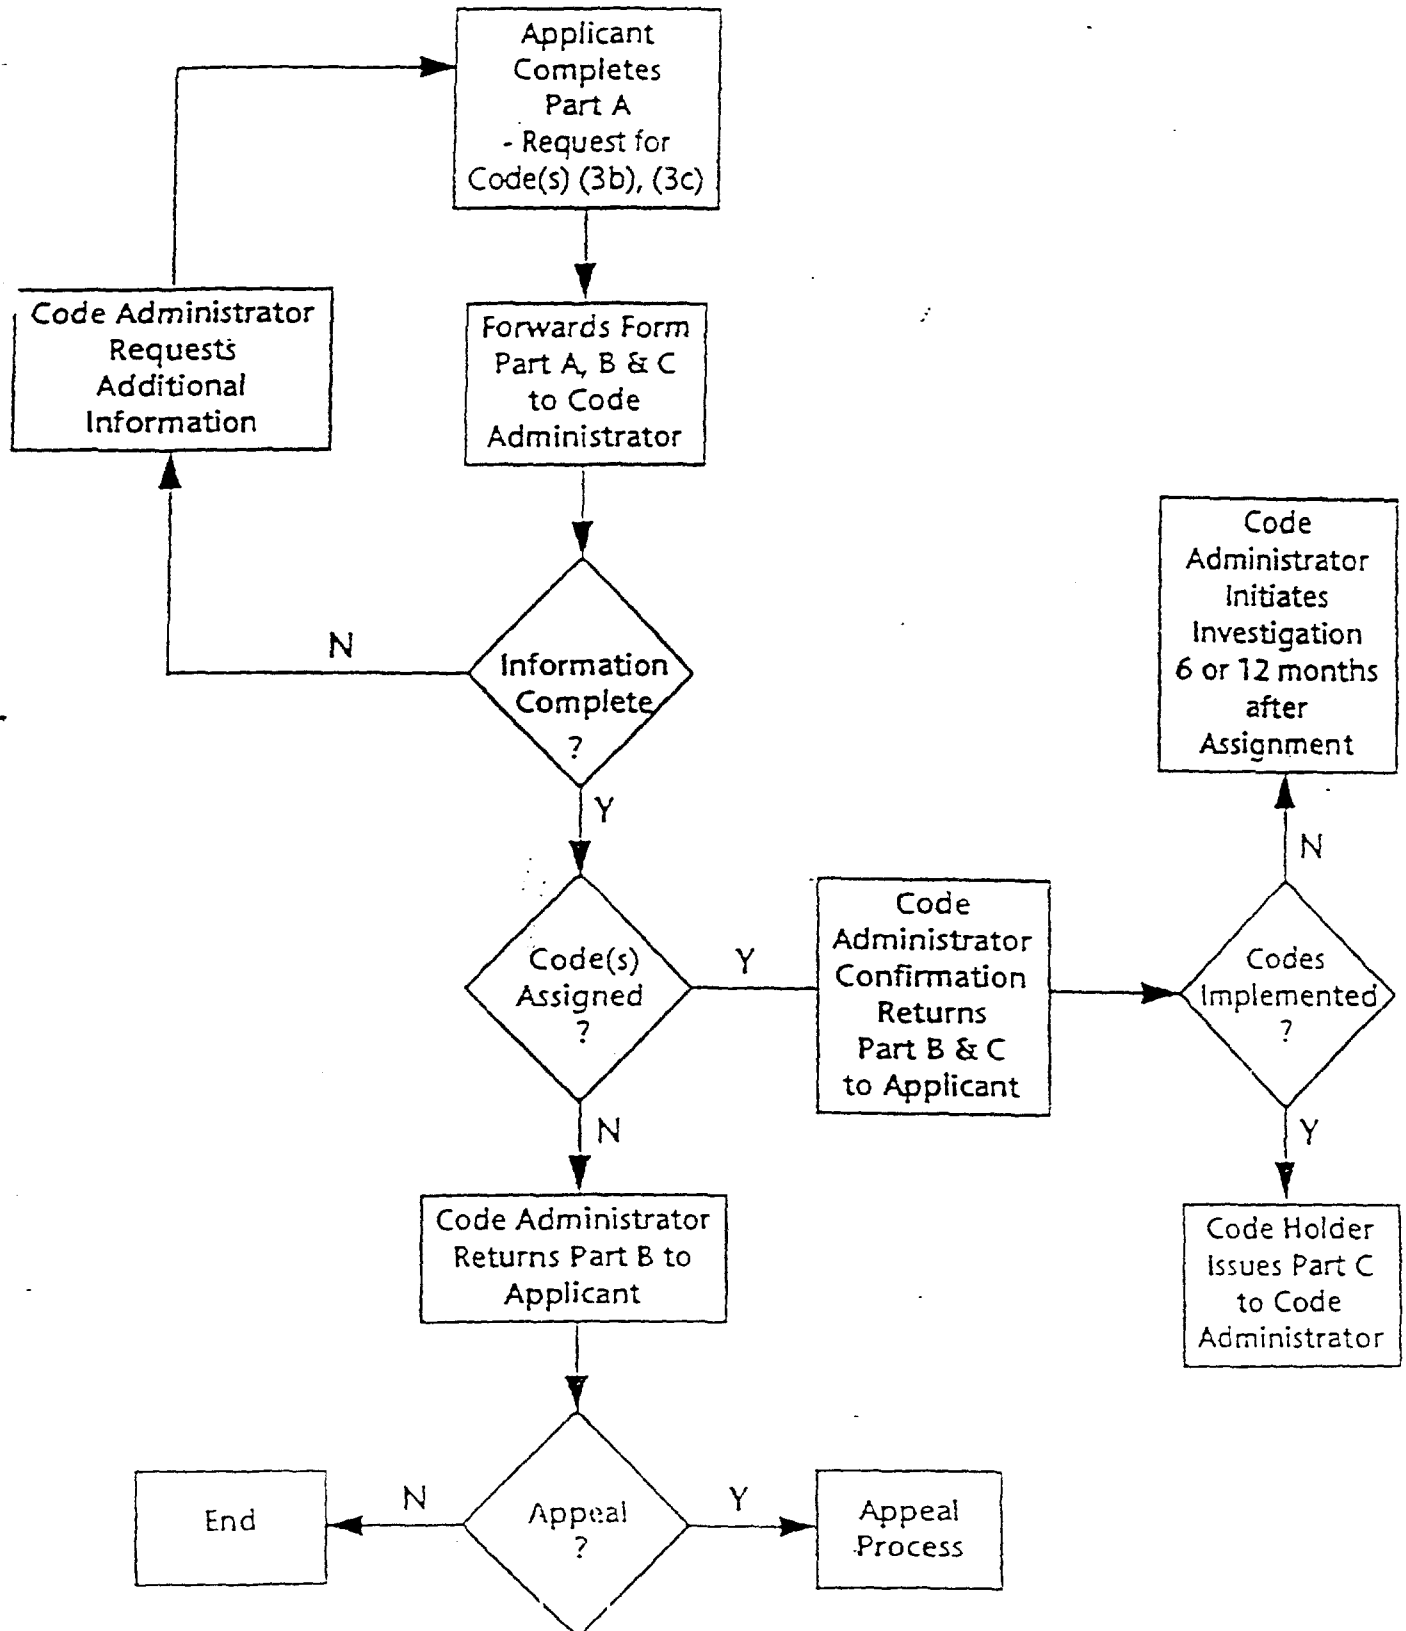 Applicant
Completes
Part A
- Request for
Code(s) (3b), (3c)
Code Administrator
Requests
Additional
Information
Forwards Form
Part A, B & C
to Code
Administrator
N
Information
Complete
?
Y
Code
Administrator
Initiates
Investigation
6 or 12 months
after
Assignment
N
Code(s)
Assigned
?
Y
Code
Administrator
Confirmation
Returns
Part B & C
to Applicant
Codes
Implemented
?
N
Y
Code Administrator
Returns Part B to
Applicant
Code Holder
Issues Part C
to Code
Administrator
End
N
Appeal
?
Y
Appeal
Process